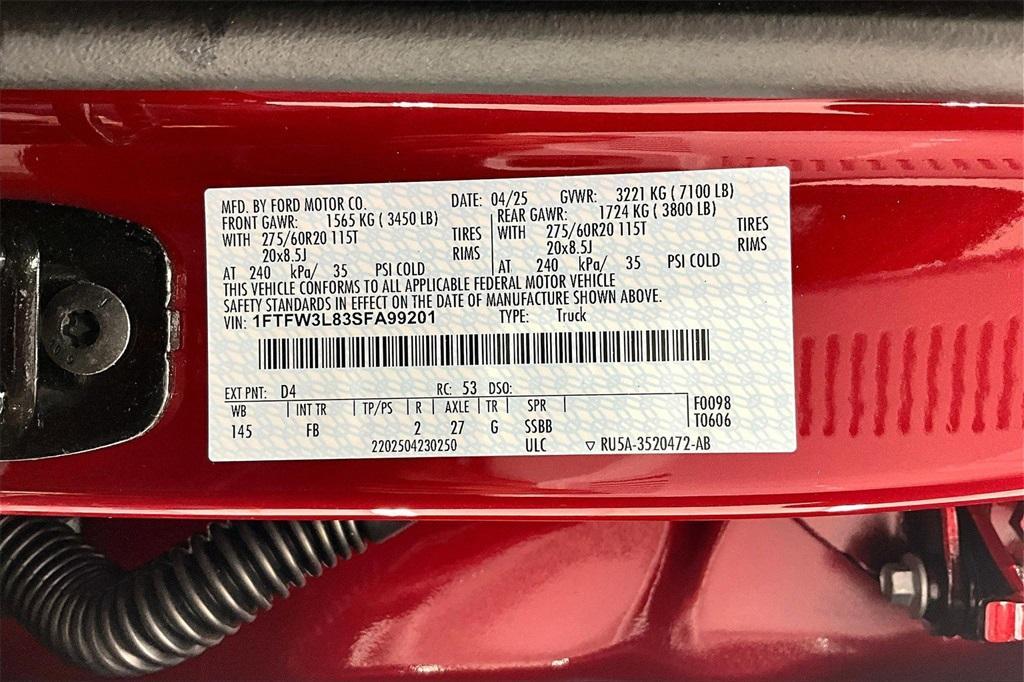 MFD. BY FORD MOTOR CO. DATE: 04/25 GVWR: 3221 KG ( 7100 LB)
FRONT GAWR: 1565 KG ( 3450 LB) REAR GAWR: 1724 KG ( 3800 LB)
WITH 275/60R20 115T TIRES WITH 275/60R20 115T TIRES
20x8.5J RIMS 20x8.5J RIMS
AT 240 kPa/ 35 PSI COLD AT 240 kPa/ 35 PSI COLD
THIS VEHICLE CONFORMS TO ALL APPLICABLE FEDERAL MOTOR VEHICLE
SAFETY STANDARDS IN EFFECT ON THE DATE OF MANUFACTURE SHOWN ABOVE.
VIN: 1FTFW3L83SFA99201 TYPE: Truck
EXT PNT: D4 RC: 53 DSO:
WB INT TR TP/PS R AXLE TR SPR F0098
145 FB 2 27 G SSBB T0606
2202504230250 ULC ▽ RU5A-3520472-AB